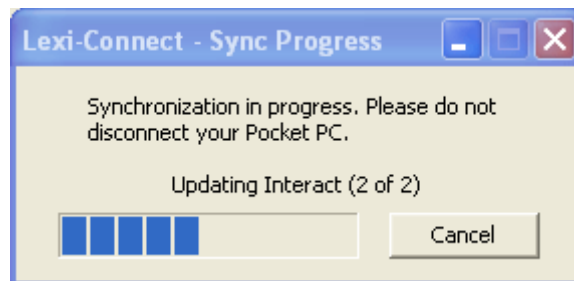 Lexi-Connect - Sync Progress
Synchronization in progress. Please do not
disconnect your Pocket PC.
Updating Interact (2 of 2)
Cancel